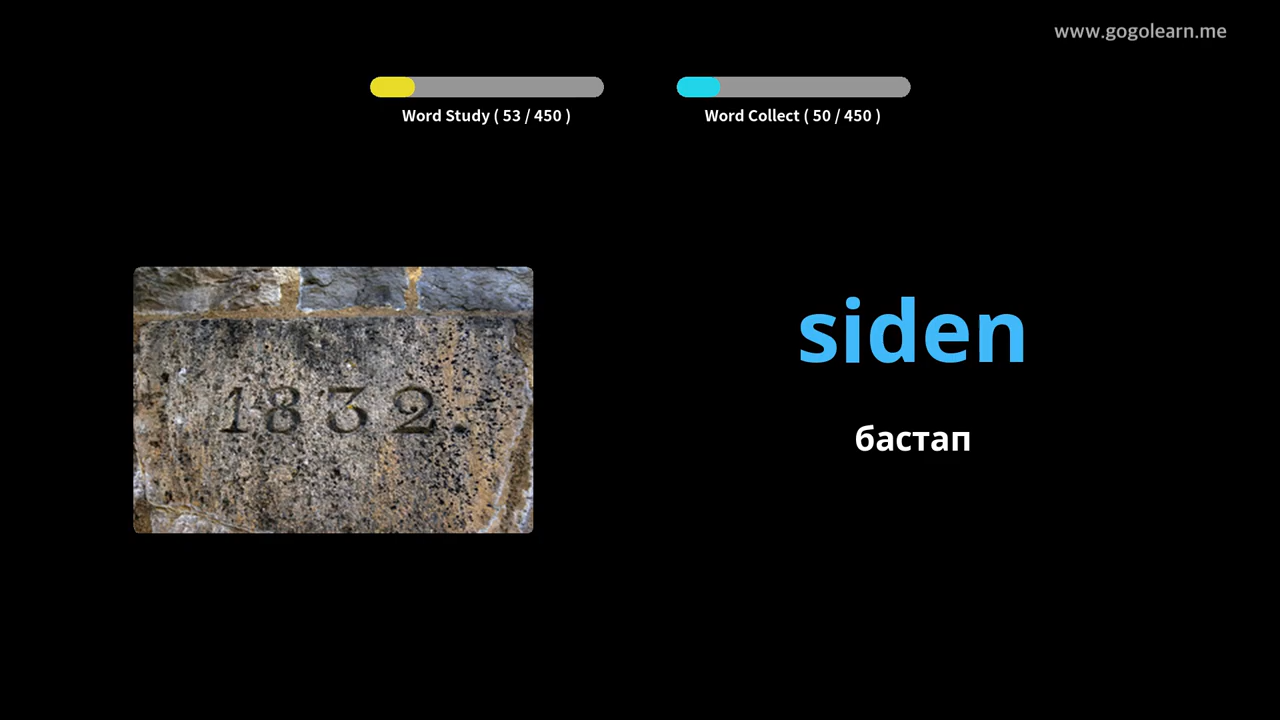 www.gogolearn.me
Word Study ( 53 / 450 )
Word Collect ( 50 / 450 )
1832.
siden
бастап